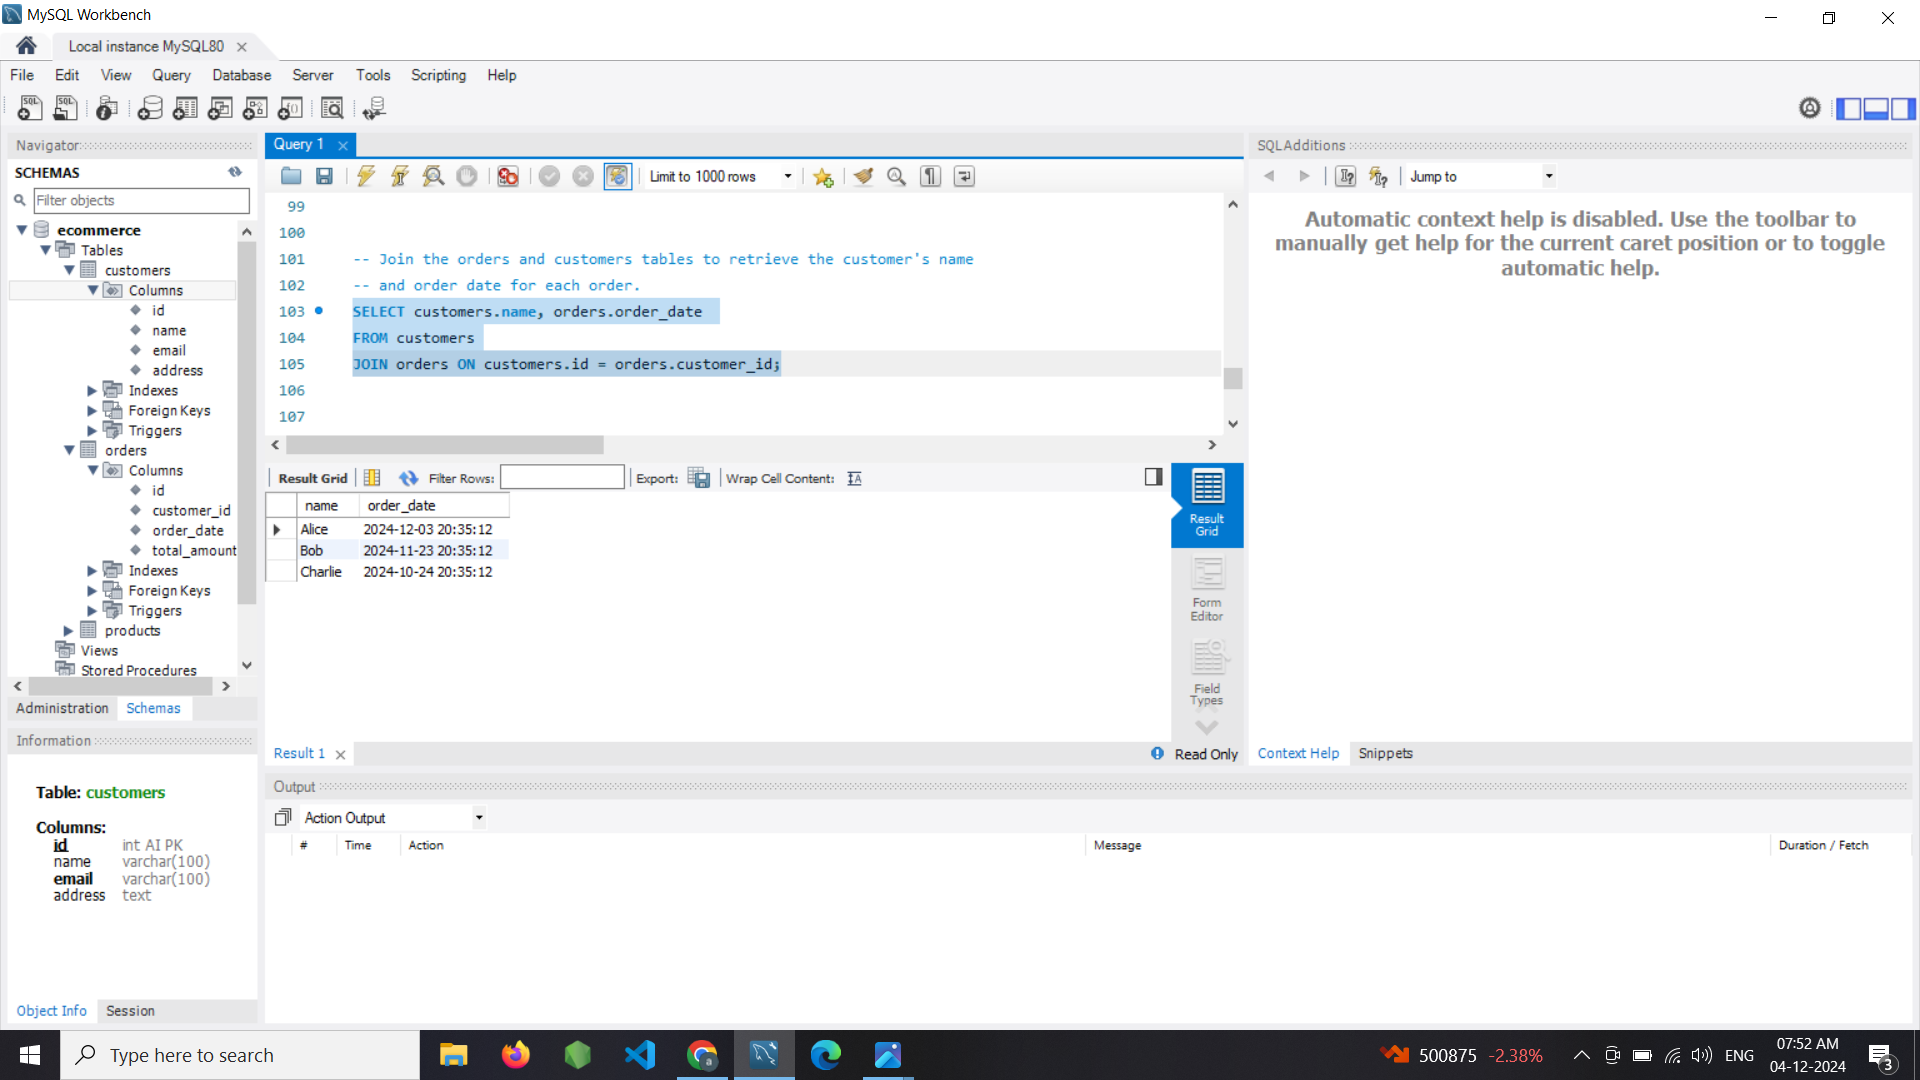 MySQL Workbench
Local instance MySQL80
File Edit View Query Database Server Tools Scripting Help
Navigator
SCHEMAS
Filter objects
ecommerce
Tables
customers
Columns
id
name
email
address
Indexes
Foreign Keys
Triggers
orders
Columns
id
customer_id
order_date
total_amount
Indexes
Foreign Keys
Triggers
products
Views
Stored Procedures
Administration Schemas
Information
Table: customers
Columns:
id int AI PK
name varchar(100)
email varchar(100)
address text
Object Info Session
Query 1
Limit to 1000 rows
99
100
101 -- Join the orders and customers tables to retrieve the customer's name
102 -- and order date for each order.
103 SELECT customers.name, orders.order_date
104 FROM customers
105 JOIN orders ON customers.id = orders.customer_id;
106
107
Result Grid Filter Rows: Export: Wrap Cell Content:
name order_date
Alice 2024-12-03 20:35:12
Bob 2024-11-23 20:35:12
Charlie 2024-10-24 20:35:12
Result
Grid
Form
Editor
Field
Types
Result 1 Read Only
SQLAdditions
Jump to
Automatic context help is disabled. Use the toolbar to
manually get help for the current caret position or to toggle
automatic help.
Context Help Snippets
Output
Action Output
# Time Action Message Duration / Fetch
Type here to search
500875 -2.38%
ENG
07:52 AM
04-12-2024
3